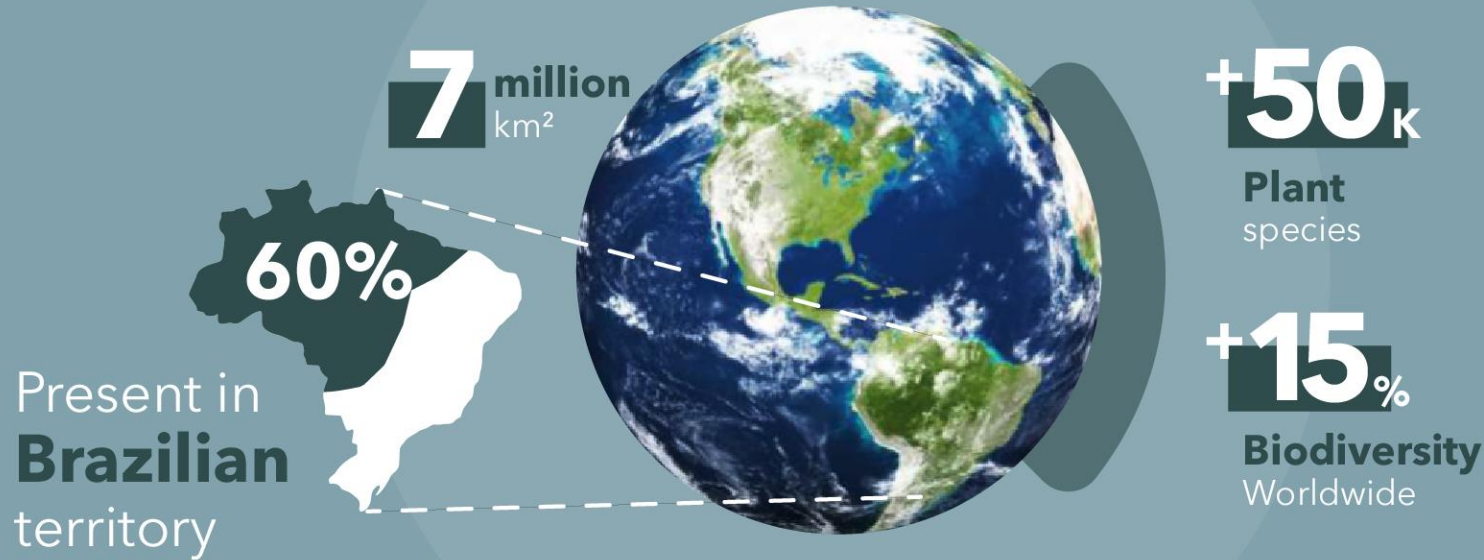 7 million
km²
60%
Present in
Brazilian
territory
+50K
Plant
species
+15%
Biodiversity
Worldwide